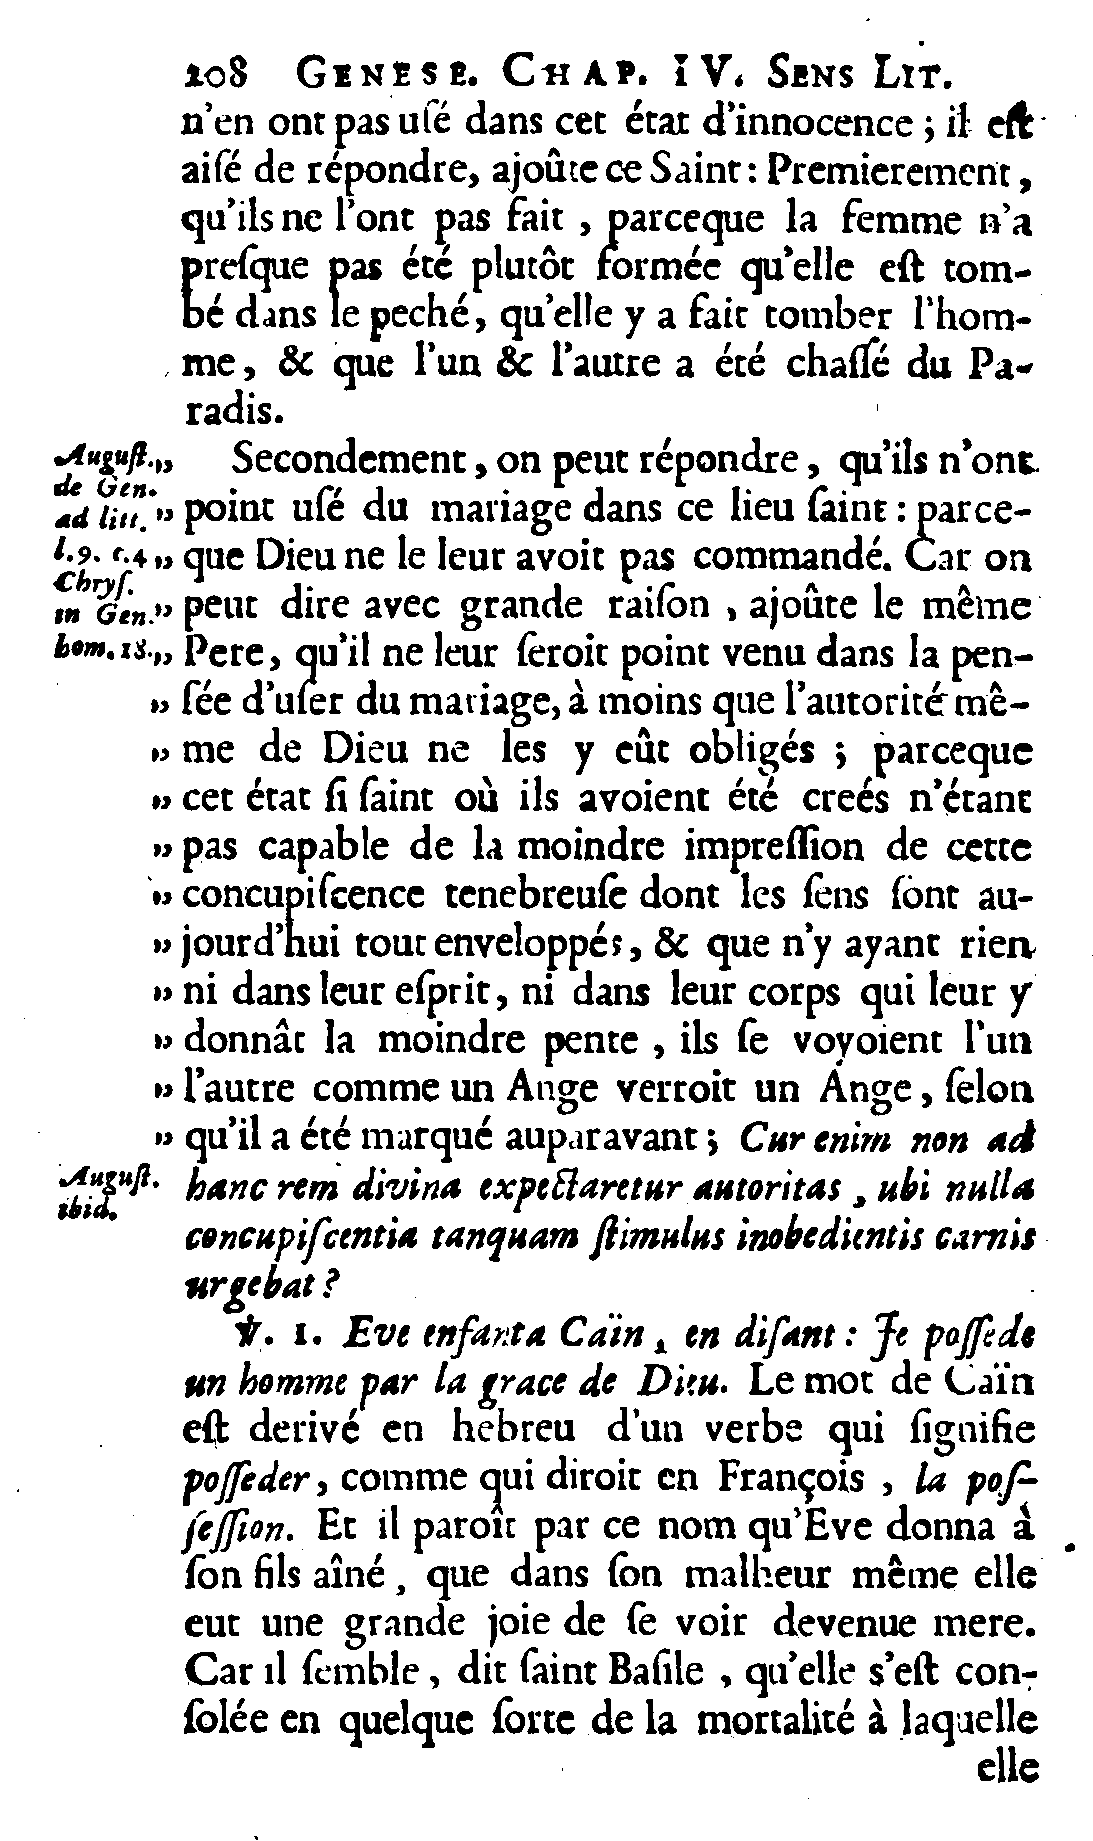 208 GENESE. CHAP. IV. SENS LIT.
n'en ont pas uſé dans cet état d'innocence ; il eſt
aiſé de répondre, ajoûte ce Saint : Premierement,
qu'ils ne l'ont pas fait , parceque la femme n'a
preſque pas été plutôt formée qu'elle eſt tom-
bé dans le peché, qu'elle y a fait tomber l'hom-
me, & que l'un & l'autre a été chaſſé du Pa-
radis.
Auguſt.
de Gen.
ad litt.
l.9. c.4
Chryſ.
in Gen.
hom. 18.
„ Secondement, on peut répondre, qu'ils n'ont
„ point uſé du mariage dans ce lieu ſaint : parce-
„ que Dieu ne le leur avoit pas commandé. Car on
„ peut dire avec grande raiſon , ajoûte le même
„ Pere, qu'il ne leur ſeroit point venu dans la pen-
„ ſée d'uſer du mariage, à moins que l'autorité mê-
„ me de Dieu ne les y eût obligés ; parceque
„ cet état ſi ſaint où ils avoient été creés n'étant
„ pas capable de la moindre impreſſion de cette
„ concupiſcence tenebreuſe dont les ſens ſont au-
„ jourd'hui tout enveloppés, & que n'y ayant rien
„ ni dans leur eſprit, ni dans leur corps qui leur y
„ donnât la moindre pente , ils ſe voyoient l'un
„ l'autre comme un Ange verroit un Ange, ſelon
„ qu'il a été marqué auparavant ; Cur enim non ad
Auguſt.
ibid.
hanc rem divina expectaretur autoritas, ubi nulla
concupiſcentia tanquam ſtimulus inobedientis carnis
urgebat ?
℣. 1. Eve enfanta Caïn, en diſant : Je poſſede
un homme par la grace de Dieu. Le mot de Caïn
eſt derivé en hebreu d'un verbe qui ſignifie
poſſeder, comme qui diroit en François , la poſ-
ſeſſion. Et il paroît par ce nom qu'Eve donna à
ſon fils aîné, que dans ſon malheur même elle
eut une grande joie de ſe voir devenue mere.
Car il ſemble, dit ſaint Baſile , qu'elle s'eſt con-
ſolée en quelque ſorte de la mortalité à laquelle
elle